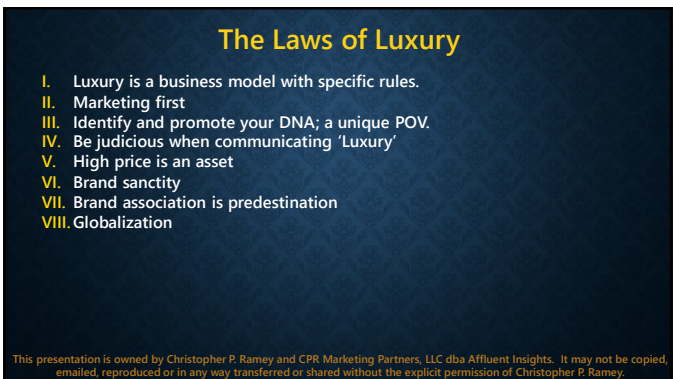 The Laws of Luxury
I. Luxury is a business model with specific rules.
II. Marketing first
III. Identify and promote your DNA; a unique POV.
IV. Be judicious when communicating ‘Luxury’
V. High price is an asset
VI. Brand sanctity
VII. Brand association is predestination
VIII. Globalization
This presentation is owned by Christopher P. Ramey and CPR Marketing Partners, LLC dba Affluent Insights. It may not be copied,
emailed, reproduced or in any way transferred or shared without the explicit permission of Christopher P. Ramey.